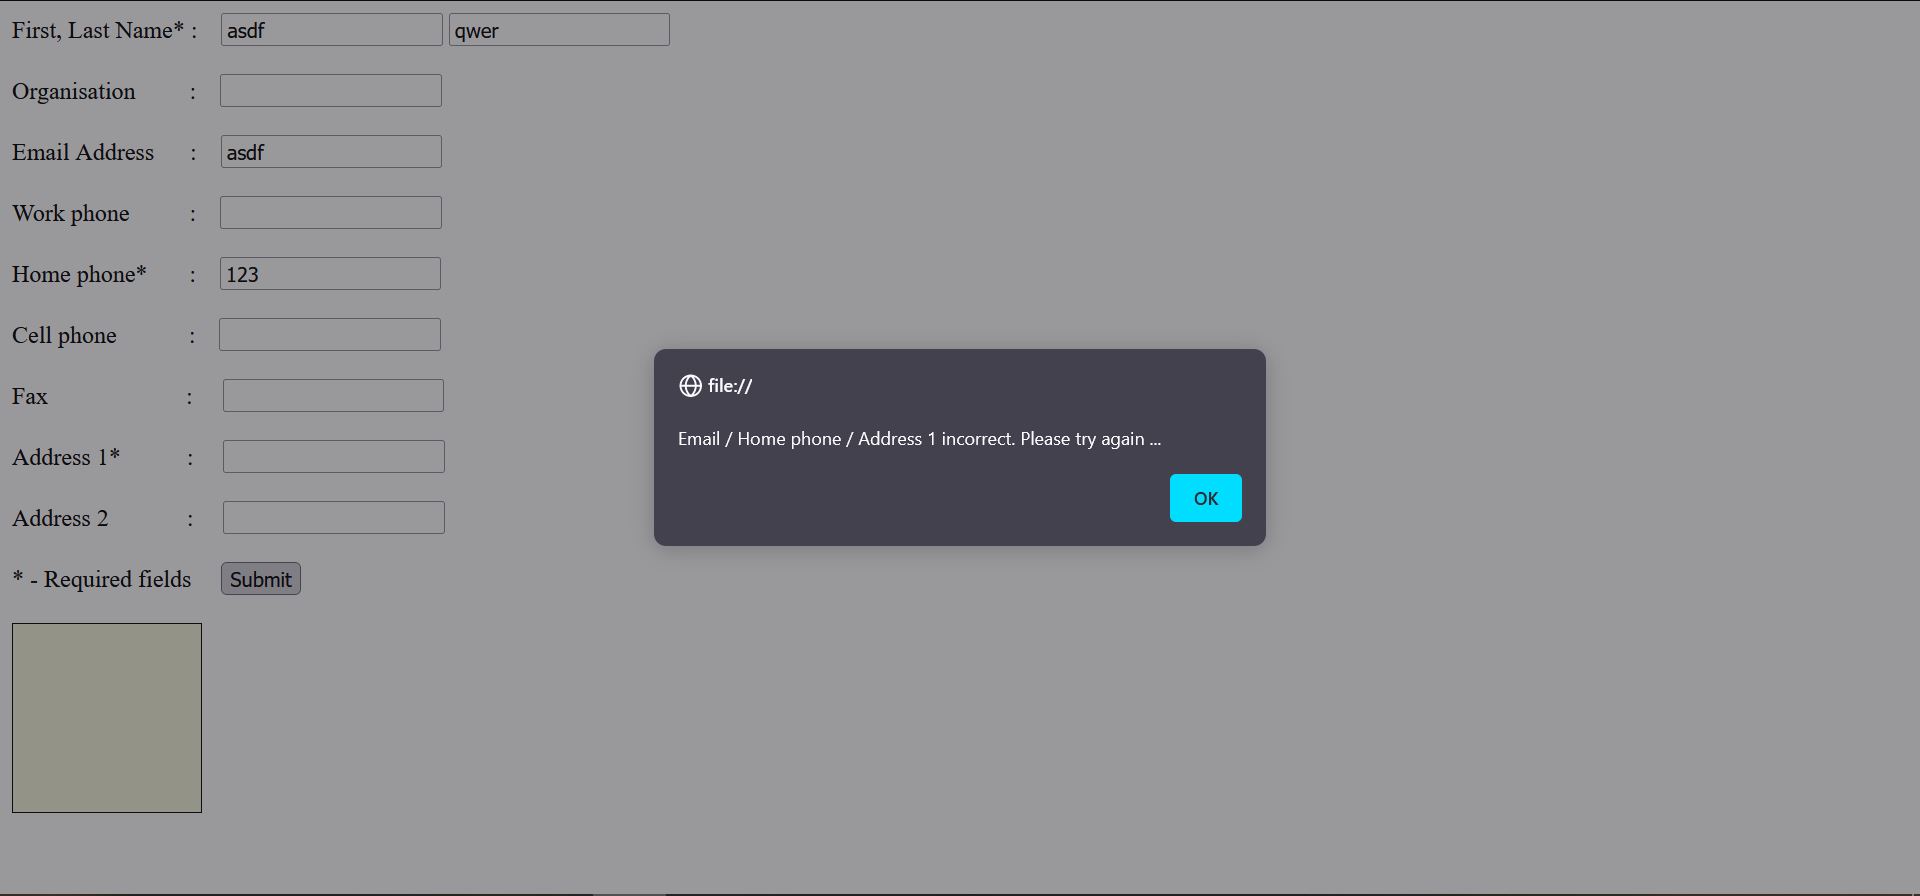 First, Last Name* : asdf qwer
Organisation :
Email Address : asdf
Work phone :
Home phone* : 123
Cell phone :
file://
Fax :
Email / Home phone / Address 1 incorrect. Please try again ...
Address 1* :
OK
Address 2 :
* - Required fields Submit